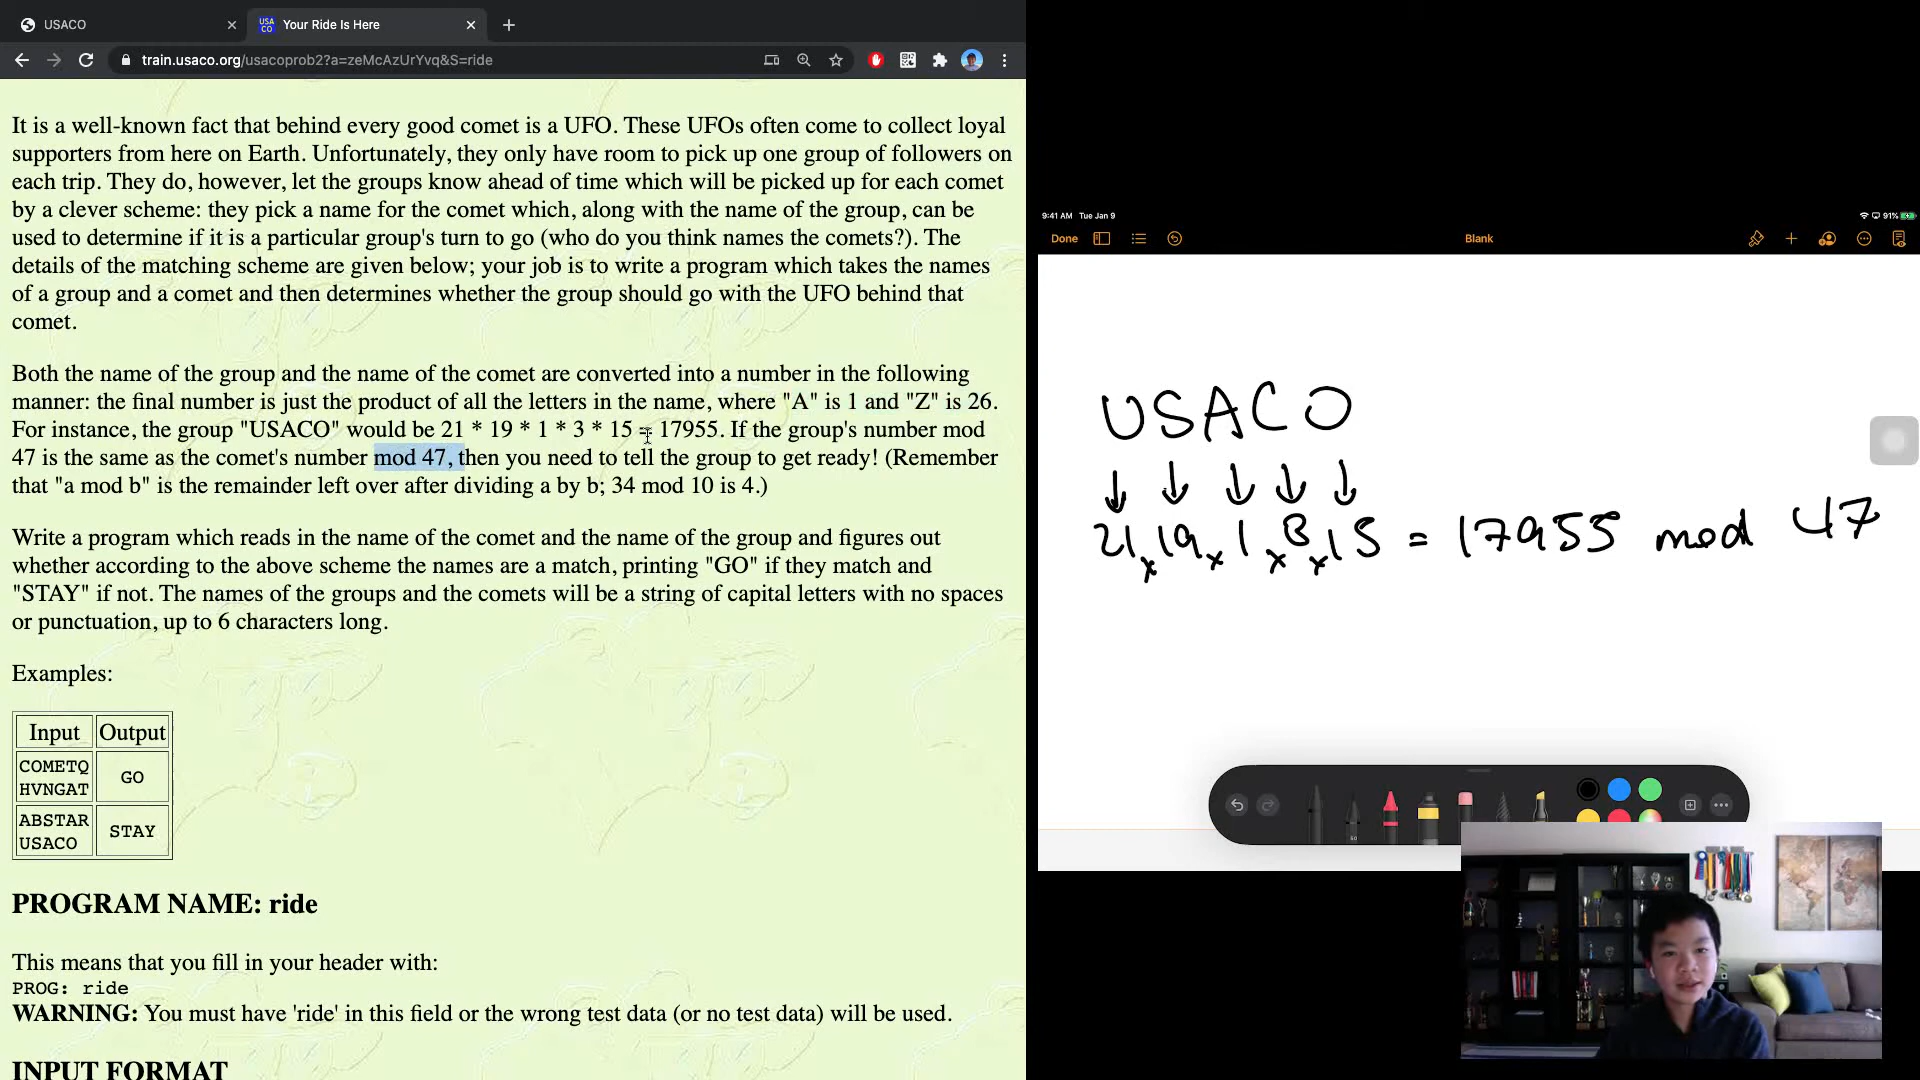 USACO
Your Ride Is Here
train.usaco.org/usacoprob2?a=zeMcAzUrYvq&S=ride
It is a well-known fact that behind every good comet is a UFO. These UFOs often come to collect loyal
supporters from here on Earth. Unfortunately, they only have room to pick up one group of followers on
each trip. They do, however, let the groups know ahead of time which will be picked up for each comet
by a clever scheme: they pick a name for the comet which, along with the name of the group, can be
used to determine if it is a particular group's turn to go (who do you think names the comets?). The
details of the matching scheme are given below; your job is to write a program which takes the names
of a group and a comet and then determines whether the group should go with the UFO behind that
comet.
Both the name of the group and the name of the comet are converted into a number in the following
manner: the final number is just the product of all the letters in the name, where "A" is 1 and "Z" is 26.
For instance, the group "USACO" would be 21 * 19 * 1 * 3 * 15 = 17955. If the group's number mod
47 is the same as the comet's number mod 47, then you need to tell the group to get ready! (Remember
that "a mod b" is the remainder left over after dividing a by b; 34 mod 10 is 4.)
Write a program which reads in the name of the comet and the name of the group and figures out
whether according to the above scheme the names are a match, printing "GO" if they match and
"STAY" if not. The names of the groups and the comets will be a string of capital letters with no spaces
or punctuation, up to 6 characters long.
Examples:
Input Output
COMETQ
HVNGAT
GO
ABSTAR
USACO
STAY
PROGRAM NAME: ride
This means that you fill in your header with:
PROG: ride
WARNING: You must have 'ride' in this field or the wrong test data (or no test data) will be used.
INPUT FORMAT
9:41 AM Tue Jan 9
91%
Done
Blank
USACO
21 x 19 x 1 x 3 x 15 = 17955 mod 47